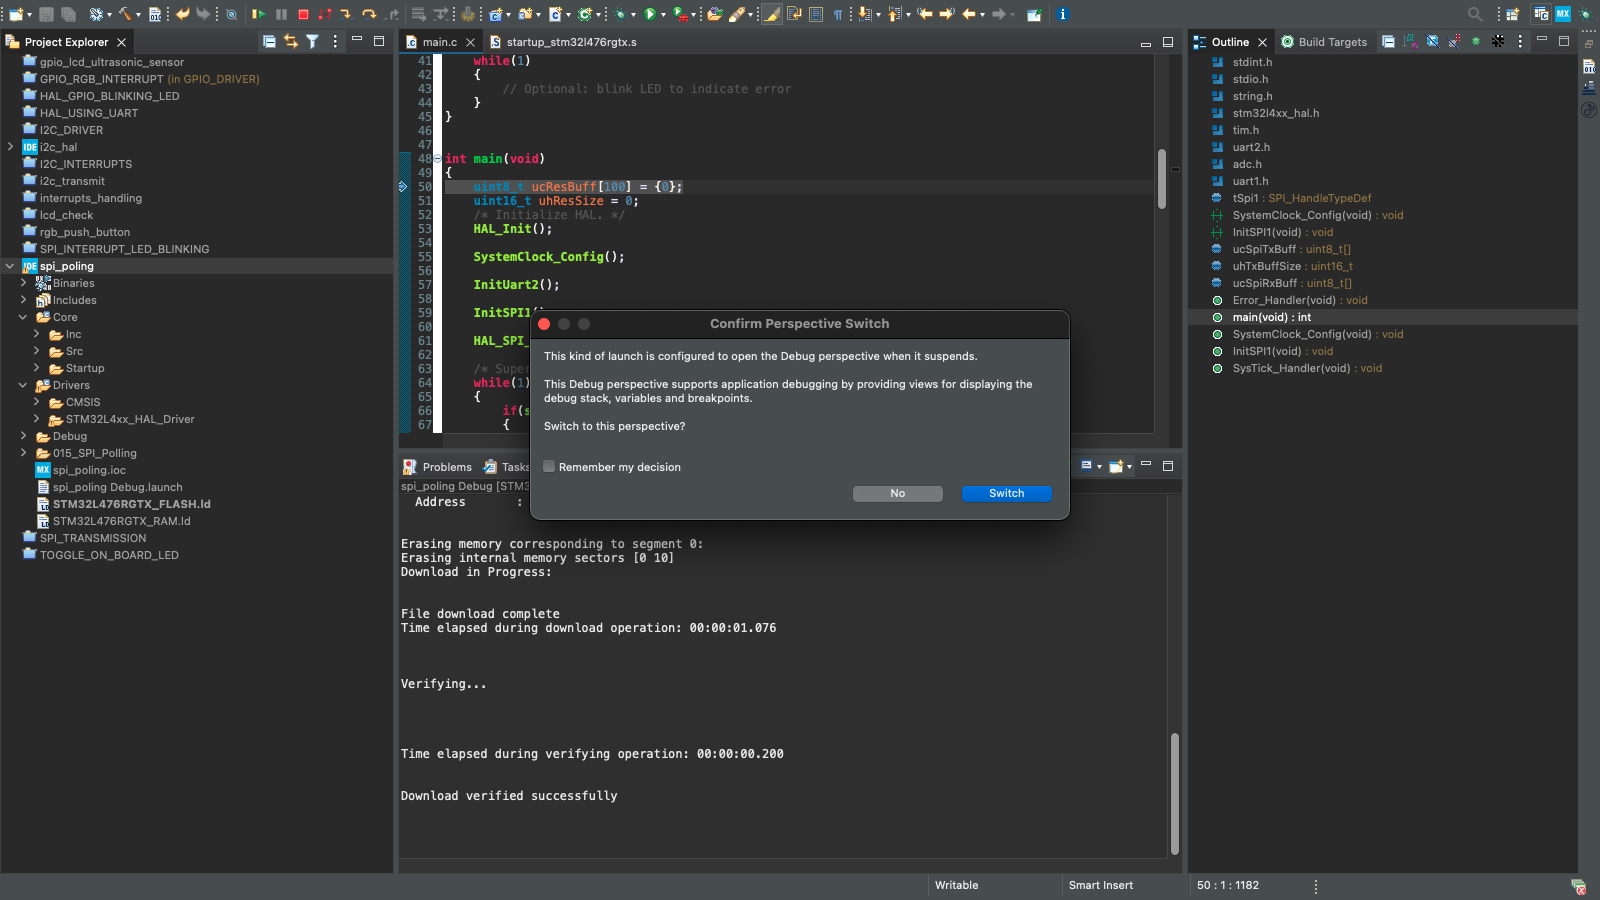 Project Explorer
gpio_lcd_ultrasonic_sensor
GPIO_RGB_INTERRUPT (in GPIO_DRIVER)
HAL_GPIO_BLINKING_LED
HAL_USING_UART
I2C_DRIVER
i2c_hal
I2C_INTERRUPTS
i2c_transmit
interrupts_handling
lcd_check
rgb_push_button
SPI_INTERRUPT_LED_BLINKING
spi_poling
Binaries
Includes
Core
Inc
Src
Startup
Drivers
CMSIS
STM32L4xx_HAL_Driver
Debug
015_SPI_Polling
spi_poling.ioc
spi_poling Debug.launch
STM32L476RGTX_FLASH.ld
STM32L476RGTX_RAM.ld
SPI_TRANSMISSION
TOGGLE_ON_BOARD_LED
main.c
startup_stm32l476rgtx.s
41 while(1)
42 {
43 // Optional: blink LED to indicate error
44 }
45 }
46
47
48 int main(void)
49 {
50 uint8_t ucResBuff[100] = {0};
51 uint16_t uhResSize = 0;
52 /* Initialize HAL. */
53 HAL_Init();
54
55 SystemClock_Config();
56
57 InitUart2();
58
59 InitSPI1()
60
61 HAL_SPI_
62
63 /* Super
64 while(1)
65 {
66 if(s
67 {
Confirm Perspective Switch
This kind of launch is configured to open the Debug perspective when it suspends.
This Debug perspective supports application debugging by providing views for displaying the
debug stack, variables and breakpoints.
Switch to this perspective?
Remember my decision
No
Switch
Problems
Tasks
spi_poling Debug [STM3
Address :
Erasing memory corresponding to segment 0:
Erasing internal memory sectors [0 10]
Download in Progress:
File download complete
Time elapsed during download operation: 00:00:01.076
Verifying...
Time elapsed during verifying operation: 00:00:00.200
Download verified successfully
Outline
Build Targets
stdint.h
stdio.h
string.h
stm32l4xx_hal.h
tim.h
uart2.h
adc.h
uart1.h
tSpi1 : SPI_HandleTypeDef
SystemClock_Config(void) : void
InitSPI1(void) : void
ucSpiTxBuff : uint8_t[]
uhTxBuffSize : uint16_t
ucSpiRxBuff : uint8_t[]
Error_Handler(void) : void
main(void) : int
SystemClock_Config(void) : void
InitSPI1(void) : void
SysTick_Handler(void) : void
Writable
Smart Insert
50 : 1 : 1182